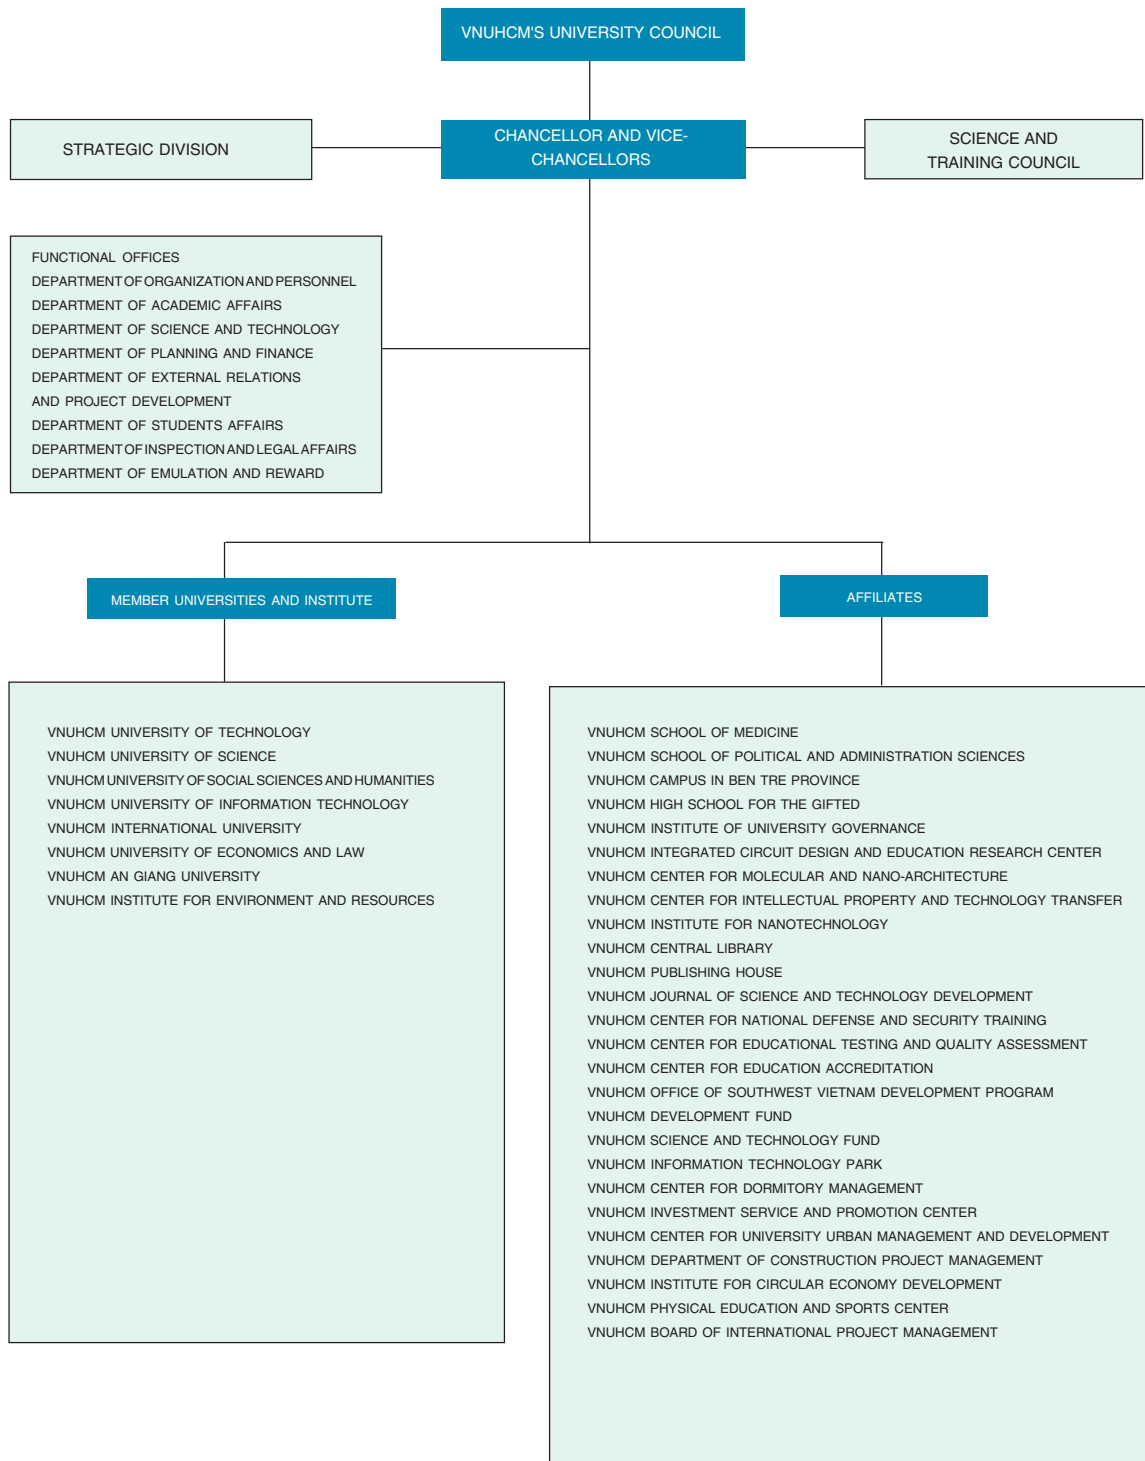 VNUHCM'S UNIVERSITY COUNCIL
STRATEGIC DIVISION
CHANCELLOR AND VICE-
CHANCELLORS
SCIENCE AND
TRAINING COUNCIL
FUNCTIONAL OFFICES
DEPARTMENT OF ORGANIZATION AND PERSONNEL
DEPARTMENT OF ACADEMIC AFFAIRS
DEPARTMENT OF SCIENCE AND TECHNOLOGY
DEPARTMENT OF PLANNING AND FINANCE
DEPARTMENT OF EXTERNAL RELATIONS
AND PROJECT DEVELOPMENT
DEPARTMENT OF STUDENTS AFFAIRS
DEPARTMENT OF INSPECTION AND LEGAL AFFAIRS
DEPARTMENT OF EMULATION AND REWARD
MEMBER UNIVERSITIES AND INSTITUTE
VNUHCM UNIVERSITY OF TECHNOLOGY
VNUHCM UNIVERSITY OF SCIENCE
VNUHCM UNIVERSITY OF SOCIAL SCIENCES AND HUMANITIES
VNUHCM UNIVERSITY OF INFORMATION TECHNOLOGY
VNUHCM INTERNATIONAL UNIVERSITY
VNUHCM UNIVERSITY OF ECONOMICS AND LAW
VNUHCM AN GIANG UNIVERSITY
VNUHCM INSTITUTE FOR ENVIRONMENT AND RESOURCES
AFFILIATES
VNUHCM SCHOOL OF MEDICINE
VNUHCM SCHOOL OF POLITICAL AND ADMINISTRATION SCIENCES
VNUHCM CAMPUS IN BEN TRE PROVINCE
VNUHCM HIGH SCHOOL FOR THE GIFTED
VNUHCM INSTITUTE OF UNIVERSITY GOVERNANCE
VNUHCM INTEGRATED CIRCUIT DESIGN AND EDUCATION RESEARCH CENTER
VNUHCM CENTER FOR MOLECULAR AND NANO-ARCHITECTURE
VNUHCM CENTER FOR INTELLECTUAL PROPERTY AND TECHNOLOGY TRANSFER
VNUHCM INSTITUTE FOR NANOTECHNOLOGY
VNUHCM CENTRAL LIBRARY
VNUHCM PUBLISHING HOUSE
VNUHCM JOURNAL OF SCIENCE AND TECHNOLOGY DEVELOPMENT
VNUHCM CENTER FOR NATIONAL DEFENSE AND SECURITY TRAINING
VNUHCM CENTER FOR EDUCATIONAL TESTING AND QUALITY ASSESSMENT
VNUHCM CENTER FOR EDUCATION ACCREDITATION
VNUHCM OFFICE OF SOUTHWEST VIETNAM DEVELOPMENT PROGRAM
VNUHCM DEVELOPMENT FUND
VNUHCM SCIENCE AND TECHNOLOGY FUND
VNUHCM INFORMATION TECHNOLOGY PARK
VNUHCM CENTER FOR DORMITORY MANAGEMENT
VNUHCM INVESTMENT SERVICE AND PROMOTION CENTER
VNUHCM CENTER FOR UNIVERSITY URBAN MANAGEMENT AND DEVELOPMENT
VNUHCM DEPARTMENT OF CONSTRUCTION PROJECT MANAGEMENT
VNUHCM INSTITUTE FOR CIRCULAR ECONOMY DEVELOPMENT
VNUHCM PHYSICAL EDUCATION AND SPORTS CENTER
VNUHCM BOARD OF INTERNATIONAL PROJECT MANAGEMENT